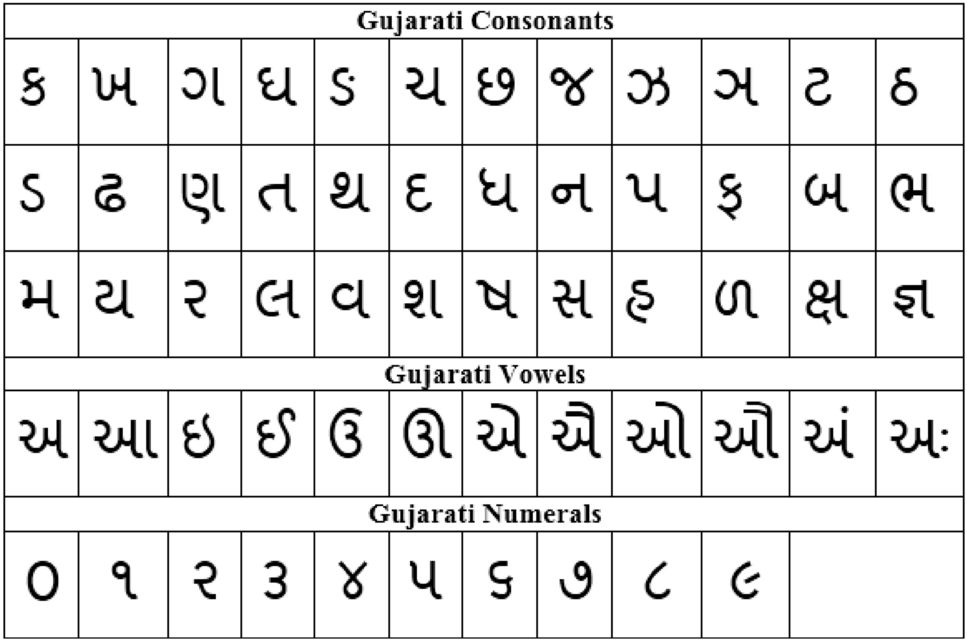 Gujarati Consonants
ક ખ ગ ઘ ઙ ચ છ જ ઝ ઞ ટ ઠ
ડ ઢ ણ ત થ દ ધ ન પ ફ બ ભ
મ ય ર લ વ શ ષ સ હ ળ ક્ષ જ્ઞ
Gujarati Vowels
અ આ ઇ ઈ ઉ ઊ એ ઐ ઓ ઔ અં અઃ
Gujarati Numerals
૦ ૧ ૨ ૩ ૪ ૫ ૬ ૭ ૮ ૯